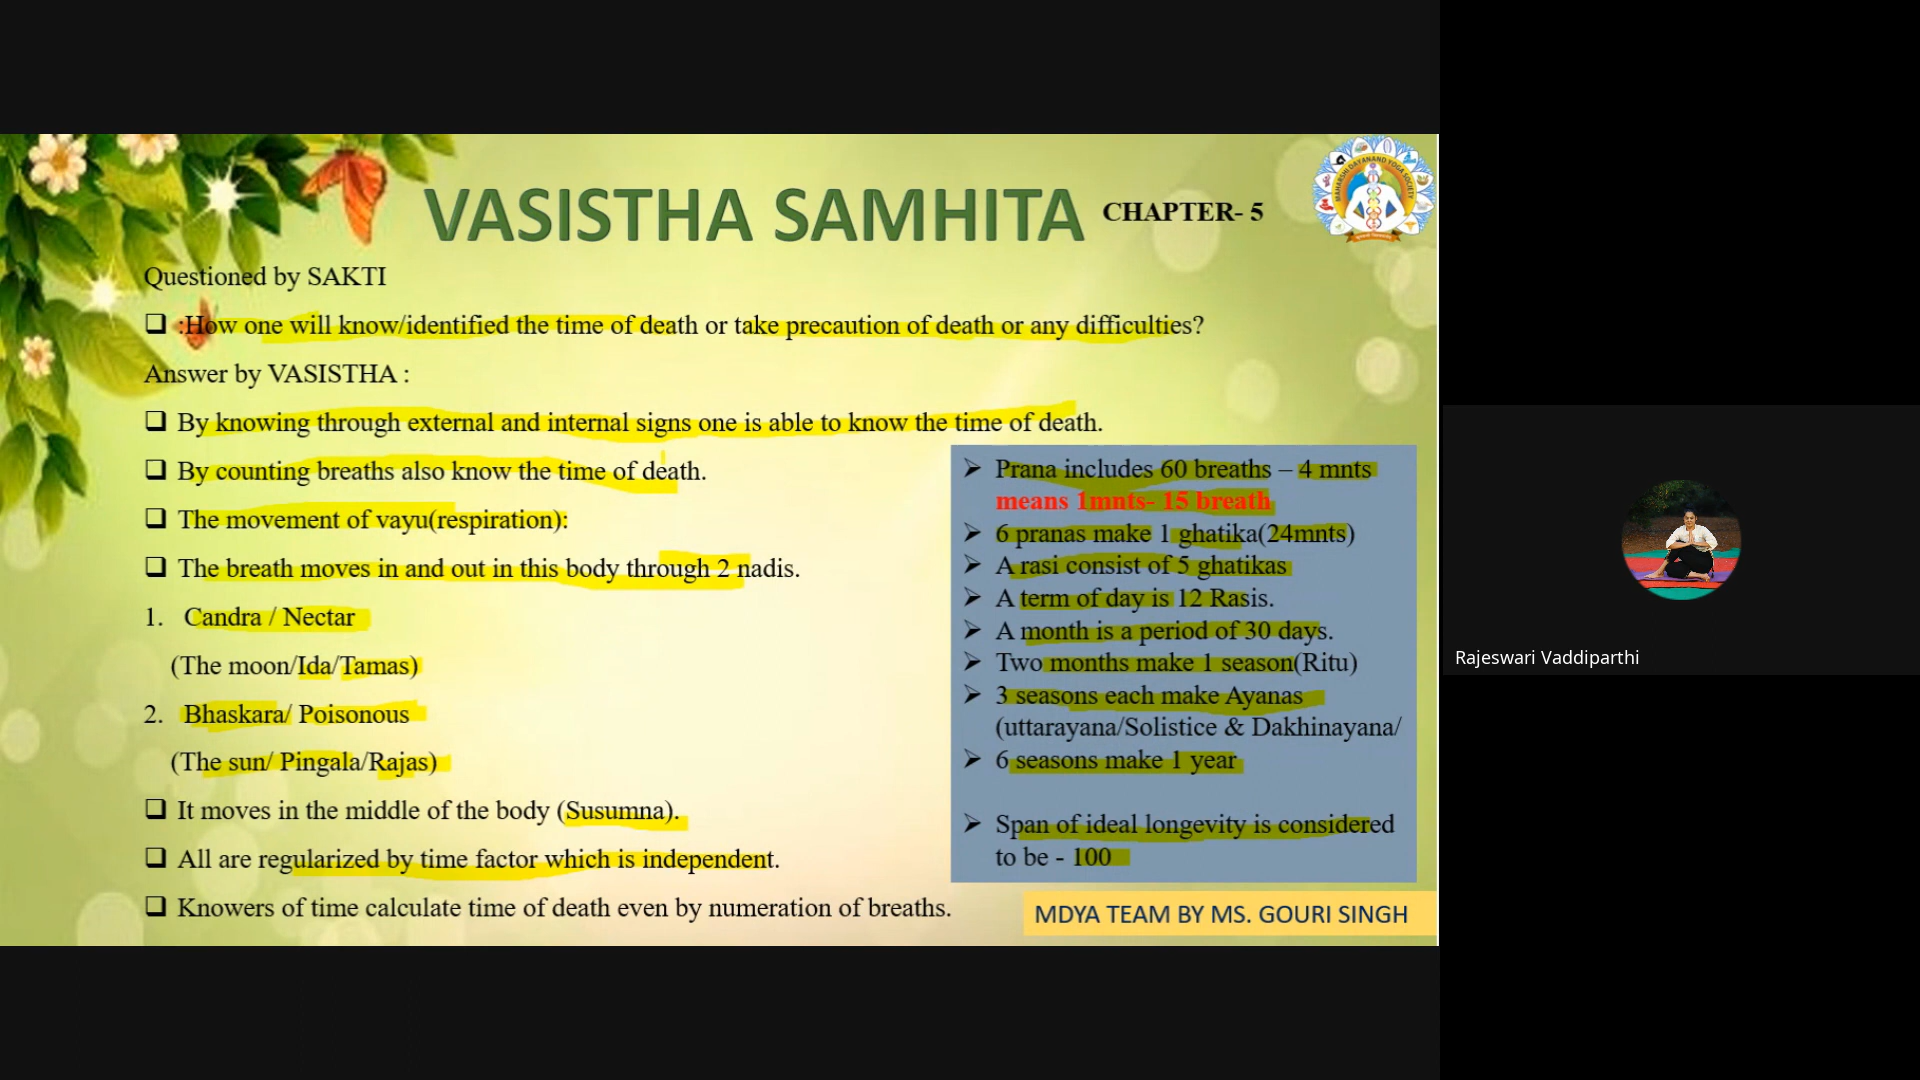 VASISTHA SAMHITA CHAPTER- 5
MAHARSHI DAYANAND YOGA SOCIETY
Questioned by SAKTI
:How one will know/identified the time of death or take precaution of death or any difficulties?
Answer by VASISTHA :
By knowing through external and internal signs one is able to know the time of death.
By counting breaths also know the time of death.
The movement of vayu(respiration):
The breath moves in and out in this body through 2 nadis.
1. Candra / Nectar
(The moon/Ida/Tamas)
2. Bhaskara/ Poisonous
(The sun/ Pingala/Rajas)
It moves in the middle of the body (Susumna).
All are regularized by time factor which is independent.
Knowers of time calculate time of death even by numeration of breaths.
Prana includes 60 breaths – 4 mnts
means 1mnts- 15 breath
6 pranas make 1 ghatika(24mnts)
A rasi consist of 5 ghatikas
A term of day is 12 Rasis.
A month is a period of 30 days.
Two months make 1 season(Ritu)
3 seasons each make Ayanas
(uttarayana/Solistice & Dakhinayana/
6 seasons make 1 year
Span of ideal longevity is considered
to be - 100
MDYA TEAM BY MS. GOURI SINGH
Rajeswari Vaddiparthi